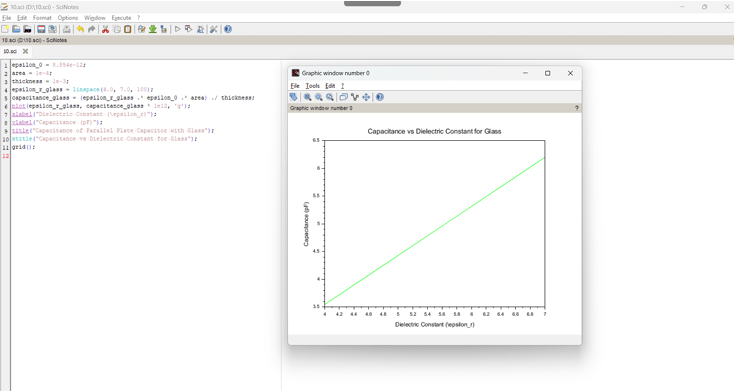 10.sci (D:\10.sci) - SciNotes
File Edit Format Options Window Execute ?
10.sci (D:\10.sci) - SciNotes
10.sci
1 epsilon_0 = 8.854e-12;
2 area = 1e-4;
3 thickness = 1e-3;
4 epsilon_r_glass = linspace(4.0, 7.0, 100);
5 capacitance_glass = (epsilon_r_glass .* epsilon_0 .* area) ./ thickness;
6 plot(epsilon_r_glass, capacitance_glass * 1e12, 'g');
7 xlabel("Dielectric Constant (\epsilon_r)");
8 ylabel("Capacitance (pF)");
9 title("Capacitance of Parallel Plate Capacitor with Glass");
10 xtitle("Capacitance vs Dielectric Constant for Glass");
11 grid();
12
Graphic window number 0
File Tools Edit ?
Graphic window number 0 ?
Capacitance vs Dielectric Constant for Glass
6.5
6
5.5
5
4.5
4
3.5
Capacitance (pF)
4 4.2 4.4 4.6 4.8 5 5.2 5.4 5.6 5.8 6 6.2 6.4 6.6 6.8 7
Dielectric Constant (\epsilon_r)